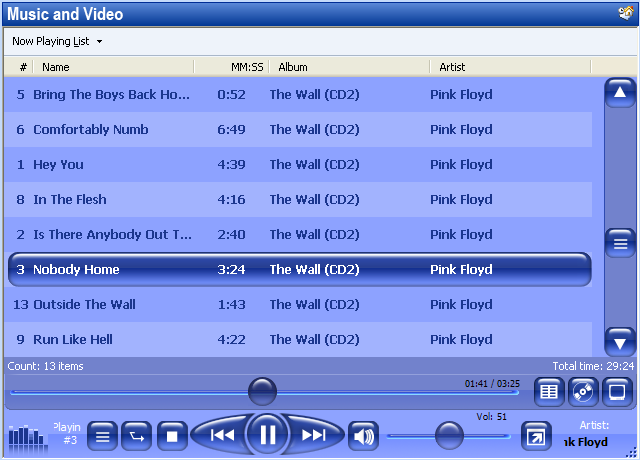 Music and Video
Now Playing List
# Name MM:SS Album Artist
5 Bring The Boys Back Ho... 0:52 The Wall (CD2) Pink Floyd
6 Comfortably Numb 6:49 The Wall (CD2) Pink Floyd
1 Hey You 4:39 The Wall (CD2) Pink Floyd
8 In The Flesh 4:16 The Wall (CD2) Pink Floyd
2 Is There Anybody Out T... 2:40 The Wall (CD2) Pink Floyd
3 Nobody Home 3:24 The Wall (CD2) Pink Floyd
13 Outside The Wall 1:43 The Wall (CD2) Pink Floyd
9 Run Like Hell 4:22 The Wall (CD2) Pink Floyd
Count: 13 items Total time: 29:24
01:41 / 03:25
Vol: 51
Playin
#3
Artist:
nk Floyd